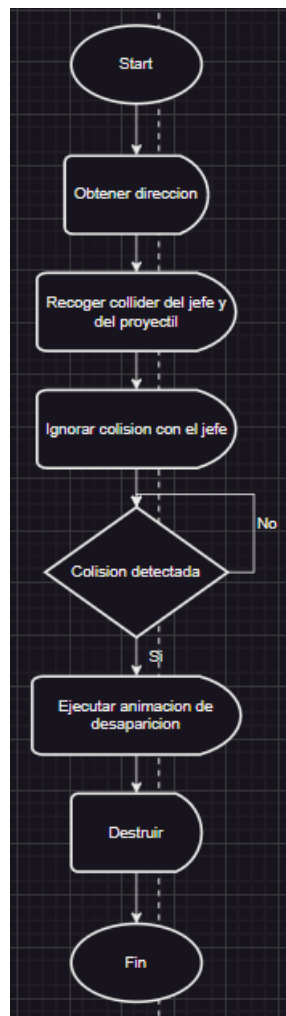 Start
Obtener direccion
Recoger collider del jefe y
del proyectil
Ignorar colision con el jefe
No
Colision detectada
Si
Ejecutar animacion de
desaparicion
Destruir
Fin